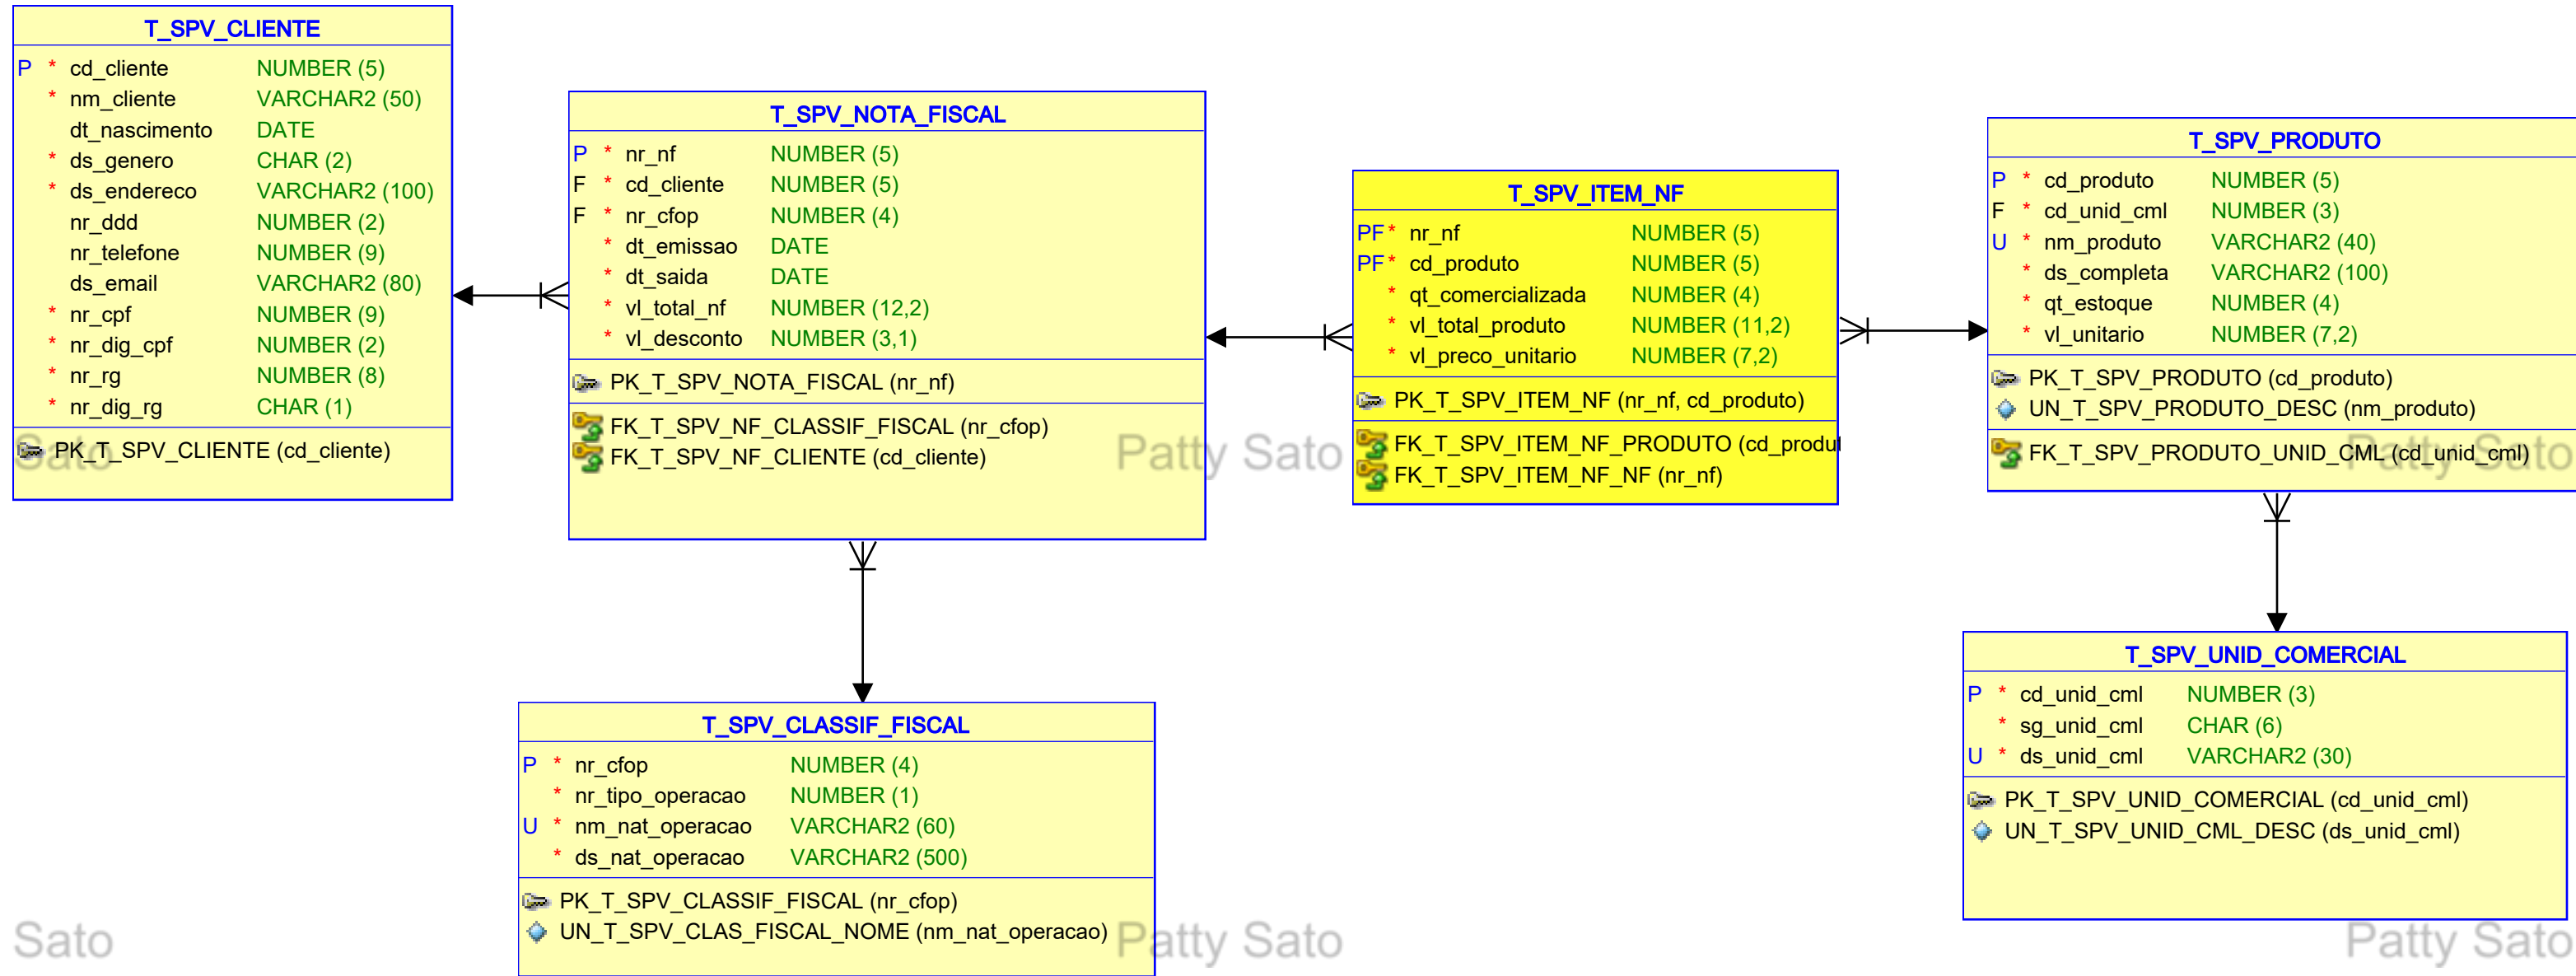 T_SPV_CLIENTE
P * cd_cliente NUMBER (5)
* nm_cliente VARCHAR2 (50)
dt_nascimento DATE
* ds_genero CHAR (2)
* ds_endereco VARCHAR2 (100)
nr_ddd NUMBER (2)
nr_telefone NUMBER (9)
ds_email VARCHAR2 (80)
* nr_cpf NUMBER (9)
* nr_dig_cpf NUMBER (2)
* nr_rg NUMBER (8)
* nr_dig_rg CHAR (1)
PK_T_SPV_CLIENTE (cd_cliente)
T_SPV_NOTA_FISCAL
P * nr_nf NUMBER (5)
F * cd_cliente NUMBER (5)
F * nr_cfop NUMBER (4)
* dt_emissao DATE
* dt_saida DATE
* vl_total_nf NUMBER (12,2)
* vl_desconto NUMBER (3,1)
PK_T_SPV_NOTA_FISCAL (nr_nf)
FK_T_SPV_NF_CLASSIF_FISCAL (nr_cfop)
FK_T_SPV_NF_CLIENTE (cd_cliente)
T_SPV_ITEM_NF
PF * nr_nf NUMBER (5)
PF * cd_produto NUMBER (5)
* qt_comercializada NUMBER (4)
* vl_total_produto NUMBER (11,2)
* vl_preco_unitario NUMBER (7,2)
PK_T_SPV_ITEM_NF (nr_nf, cd_produto)
FK_T_SPV_ITEM_NF_PRODUTO (cd_produ
FK_T_SPV_ITEM_NF_NF (nr_nf)
T_SPV_PRODUTO
P * cd_produto NUMBER (5)
F * cd_unid_cml NUMBER (3)
U * nm_produto VARCHAR2 (40)
* ds_completa VARCHAR2 (100)
* qt_estoque NUMBER (4)
* vl_unitario NUMBER (7,2)
PK_T_SPV_PRODUTO (cd_produto)
UN_T_SPV_PRODUTO_DESC (nm_produto)
FK_T_SPV_PRODUTO_UNID_CML (cd_unid_cml)
Sato
Patty Sato
Patty Sato
T_SPV_CLASSIF_FISCAL
P * nr_cfop NUMBER (4)
* nr_tipo_operacao NUMBER (1)
U * nm_nat_operacao VARCHAR2 (60)
* ds_nat_operacao VARCHAR2 (500)
PK_T_SPV_CLASSIF_FISCAL (nr_cfop)
UN_T_SPV_CLAS_FISCAL_NOME (nm_nat_operacao)
T_SPV_UNID_COMERCIAL
P * cd_unid_cml NUMBER (3)
* sg_unid_cml CHAR (6)
U * ds_unid_cml VARCHAR2 (30)
PK_T_SPV_UNID_COMERCIAL (cd_unid_cml)
UN_T_SPV_UNID_CML_DESC (ds_unid_cml)
Sato
Patty Sato
Patty Sato